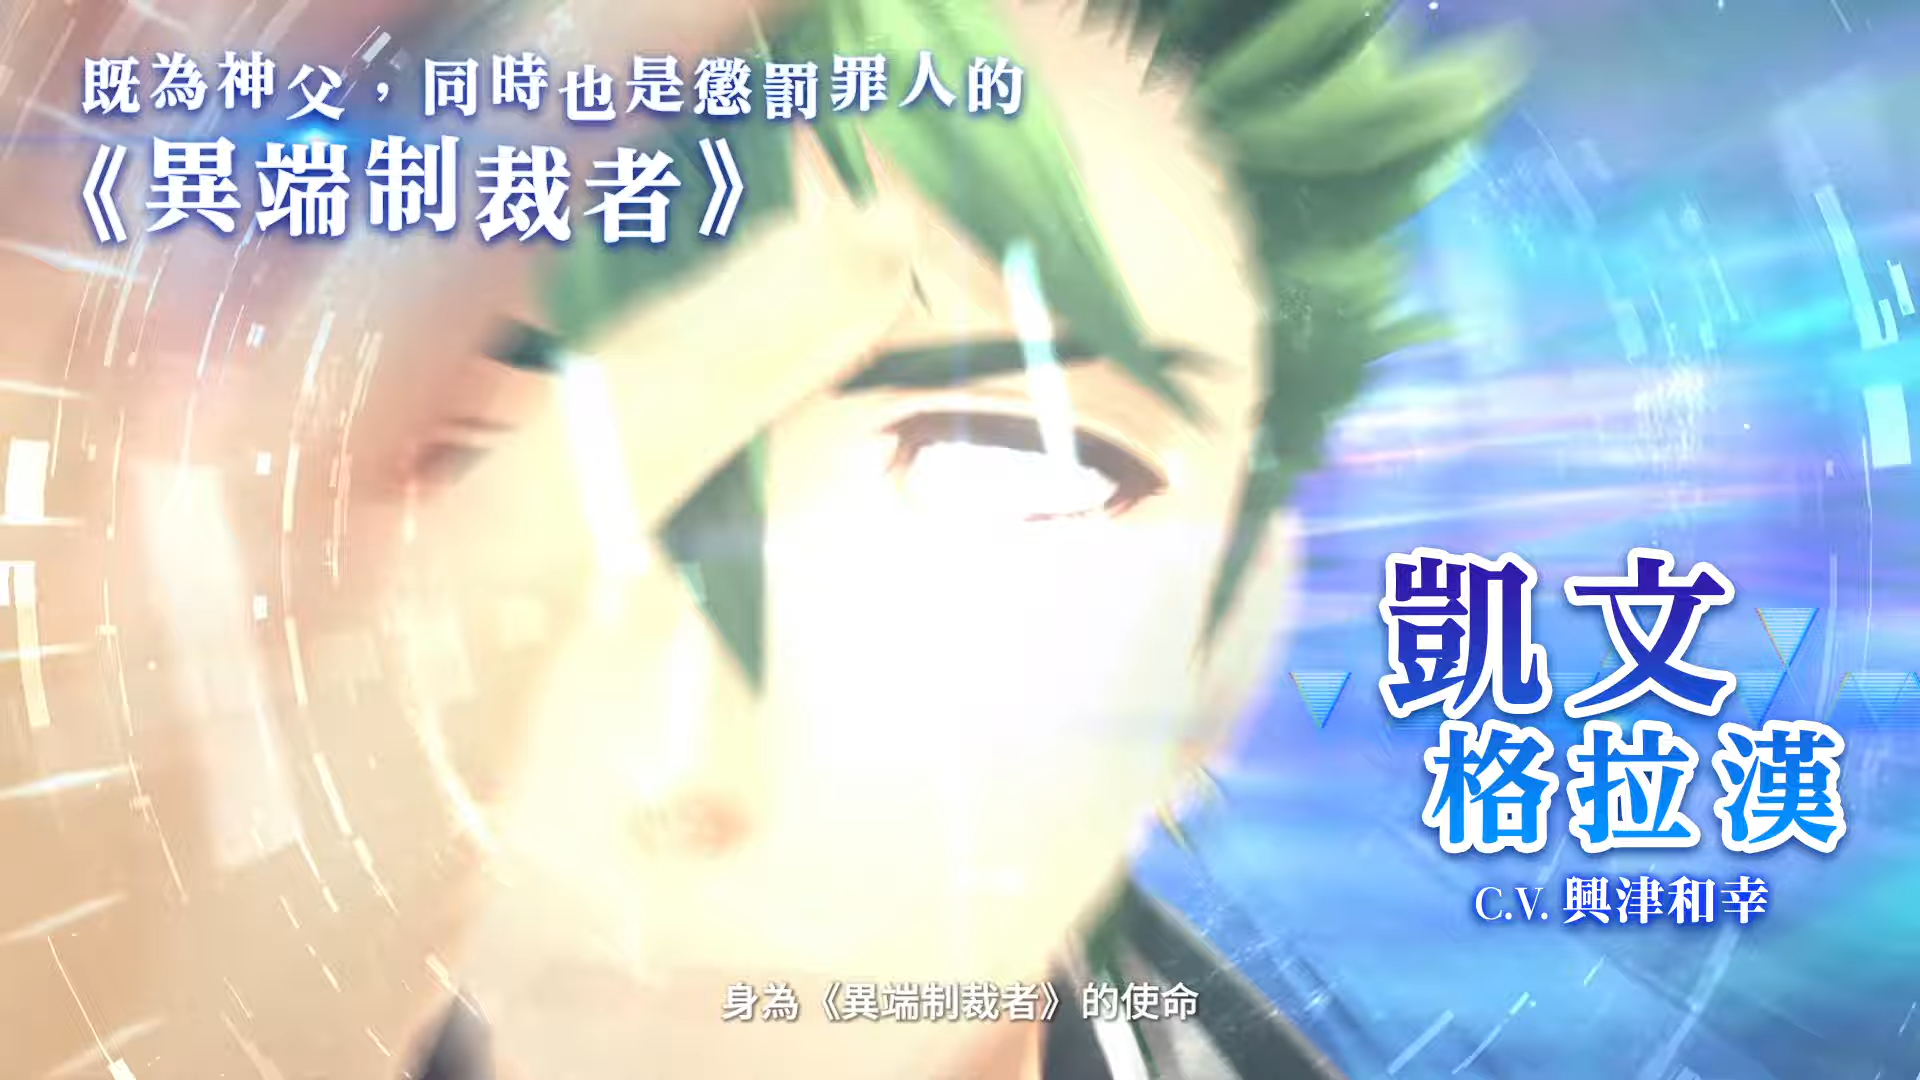 既為神父，同時也是懲罰罪人的
《異端制裁者》
凱文
格拉漢
C.V. 興津和幸
身為《異端制裁者》的使命